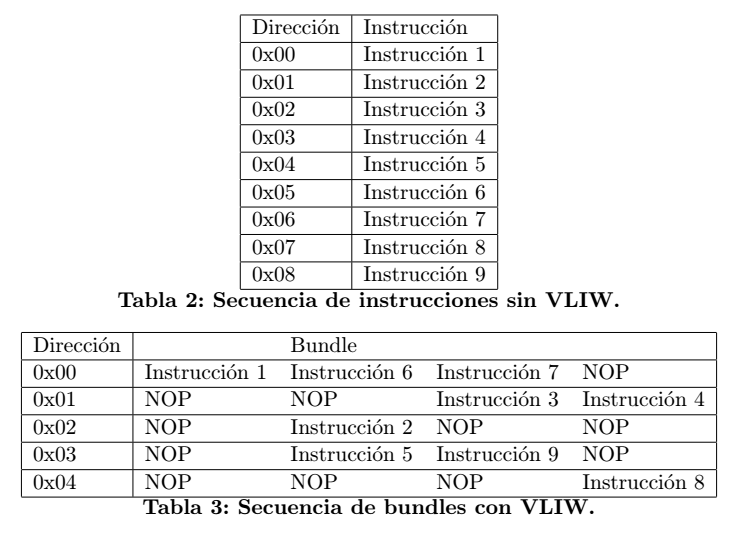 Dirección Instrucción
0x00 Instrucción 1
0x01 Instrucción 2
0x02 Instrucción 3
0x03 Instrucción 4
0x04 Instrucción 5
0x05 Instrucción 6
0x06 Instrucción 7
0x07 Instrucción 8
0x08 Instrucción 9
Tabla 2: Secuencia de instrucciones sin VLIW.
Dirección Bundle
0x00 Instrucción 1 Instrucción 6 Instrucción 7 NOP
0x01 NOP NOP Instrucción 3 Instrucción 4
0x02 NOP Instrucción 2 NOP NOP
0x03 NOP Instrucción 5 Instrucción 9 NOP
0x04 NOP NOP NOP Instrucción 8
Tabla 3: Secuencia de bundles con VLIW.